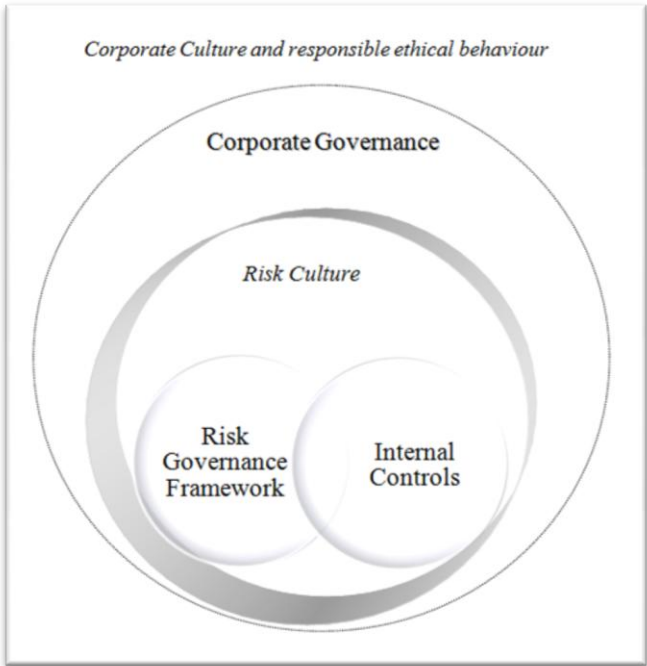 Corporate Culture and responsible ethical behaviour
Corporate Governance
Risk Culture
Risk
Governance
Framework
Internal
Controls